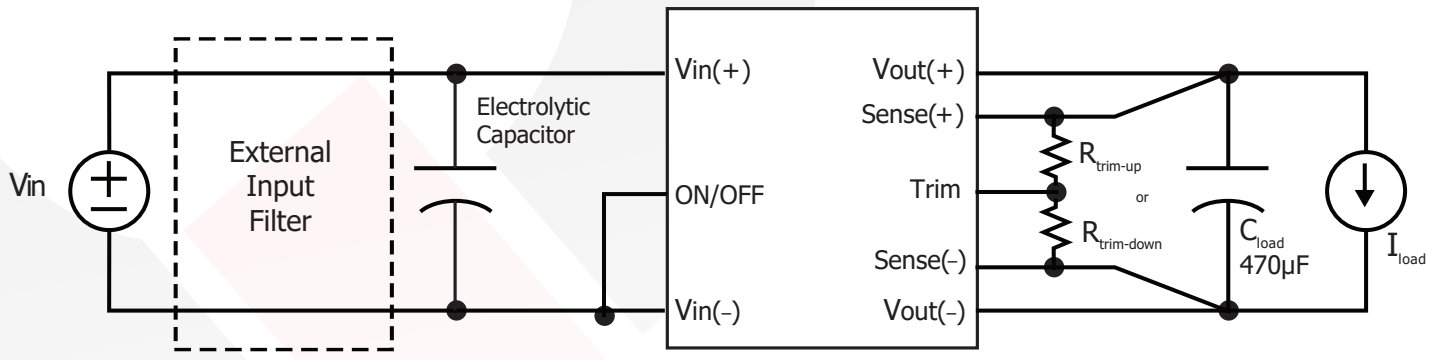 Vin
External
Input
Filter
Electrolytic
Capacitor
Vin(+)
ON/OFF
Vin(−)
Vout(+)
Sense(+)
Trim
Sense(−)
Vout(−)
Rtrim-up
or
Rtrim-down
Cload
470µF
Iload